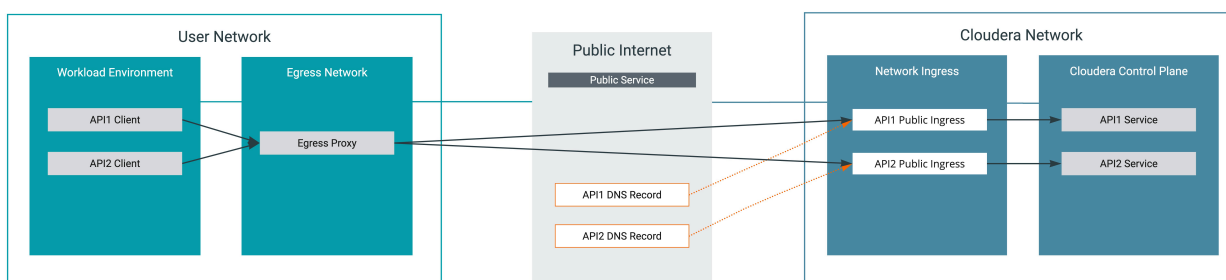 User Network
Workload Environment
API1 Client
API2 Client
Egress Network
Egress Proxy
Public Internet
Public Service
API1 DNS Record
API2 DNS Record
Cloudera Network
Network Ingress
API1 Public Ingress
API2 Public Ingress
Cloudera Control Plane
API1 Service
API2 Service